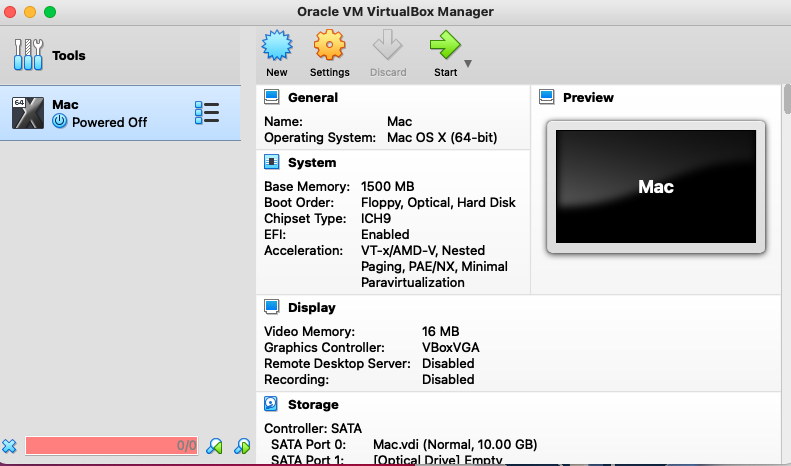 Oracle VM VirtualBox Manager
Tools
New
Settings
Discard
Start
64
Mac
Powered Off
General
Name: Mac
Operating System: Mac OS X (64-bit)
Preview
Mac
System
Base Memory: 1500 MB
Boot Order: Floppy, Optical, Hard Disk
Chipset Type: ICH9
EFI: Enabled
Acceleration: VT-x/AMD-V, Nested
Paging, PAE/NX, Minimal
Paravirtualization
Display
Video Memory: 16 MB
Graphics Controller: VBoxVGA
Remote Desktop Server: Disabled
Recording: Disabled
Storage
Controller: SATA
SATA Port 0: Mac.vdi (Normal, 10.00 GB)
SATA Port 1: [Optical Drive] Empty
0/0